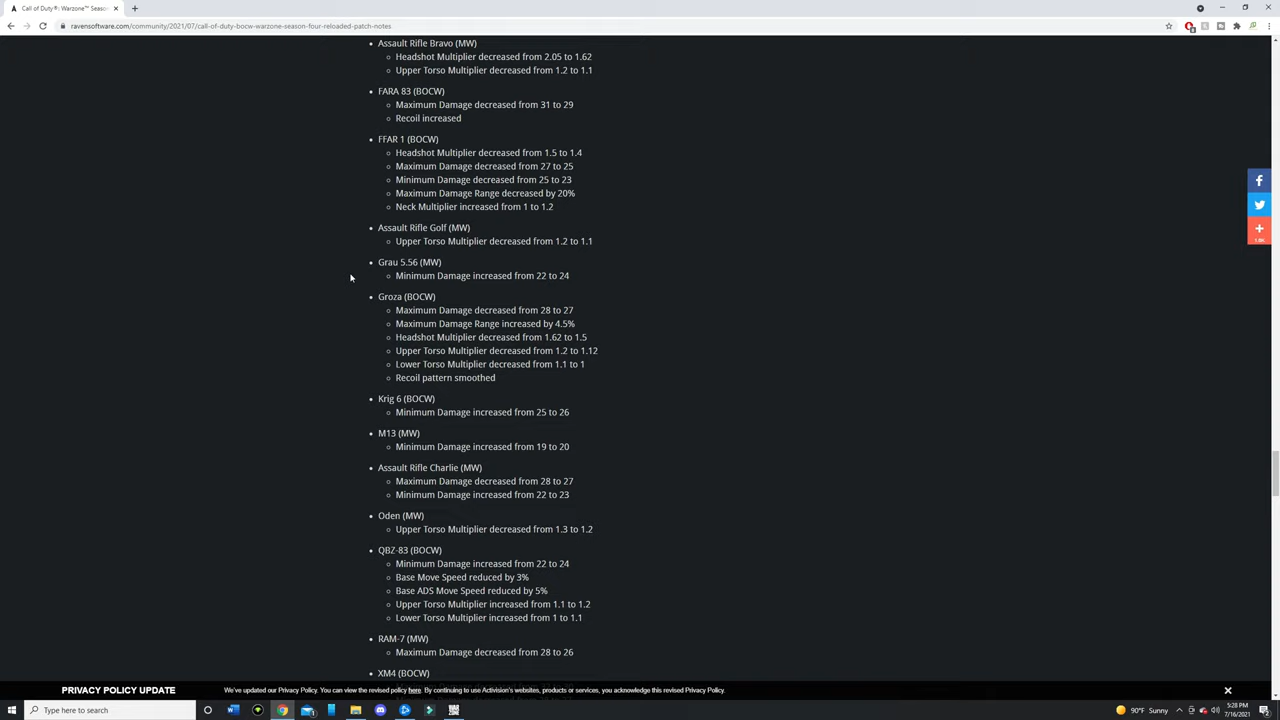 Call of Duty®: Warzone™ Seaso
ravensoftware.com/community/2021/07/call-of-duty-bocw-warzone-season-four-reloaded-patch-notes
Assault Rifle Bravo (MW)
Headshot Multiplier decreased from 2.05 to 1.62
Upper Torso Multiplier decreased from 1.2 to 1.1
FARA 83 (BOCW)
Maximum Damage decreased from 31 to 29
Recoil increased
FFAR 1 (BOCW)
Headshot Multiplier decreased from 1.5 to 1.4
Maximum Damage decreased from 27 to 25
Minimum Damage decreased from 25 to 23
Maximum Damage Range decreased by 20%
Neck Multiplier increased from 1 to 1.2
Assault Rifle Golf (MW)
Upper Torso Multiplier decreased from 1.2 to 1.1
Grau 5.56 (MW)
Minimum Damage increased from 22 to 24
Groza (BOCW)
Maximum Damage decreased from 28 to 27
Maximum Damage Range increased by 4.5%
Headshot Multiplier decreased from 1.62 to 1.5
Upper Torso Multiplier decreased from 1.2 to 1.12
Lower Torso Multiplier decreased from 1.1 to 1
Recoil pattern smoothed
Krig 6 (BOCW)
Minimum Damage increased from 25 to 26
M13 (MW)
Minimum Damage increased from 19 to 20
Assault Rifle Charlie (MW)
Maximum Damage decreased from 28 to 27
Minimum Damage increased from 22 to 23
Oden (MW)
Upper Torso Multiplier decreased from 1.3 to 1.2
QBZ-83 (BOCW)
Minimum Damage increased from 22 to 24
Base Move Speed reduced by 3%
Base ADS Move Speed reduced by 5%
Upper Torso Multiplier increased from 1.1 to 1.2
Lower Torso Multiplier increased from 1 to 1.1
RAM-7 (MW)
Maximum Damage decreased from 28 to 26
XM4 (BOCW)
1.8K
PRIVACY POLICY UPDATE
We've updated our Privacy Policy. You can view the revised policy here. By continuing to use Activision's websites, products or services, you acknowledge this revised Privacy Policy.
Type here to search
90°F Sunny
5:28 PM
7/16/2021